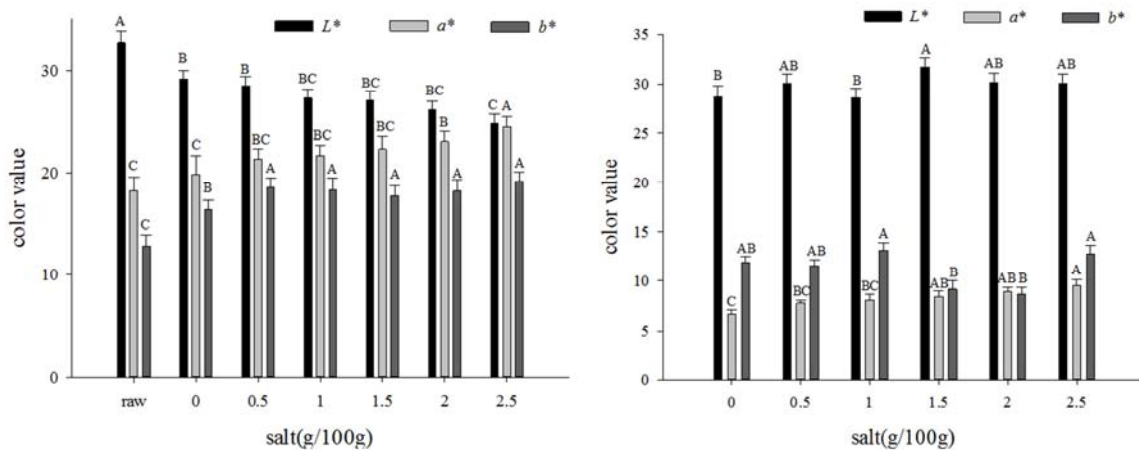 L* a* b*
A
B
B
BC
BC
BC
C A
C
C
BC
BC
BC
B
C
B
A
A
A
A
A
30
20
10
0
color value
raw 0 0.5 1 1.5 2 2.5
salt(g/100g)
L* a* b*
B
AB
B
A
AB
AB
AB
AB
A
B
B
A
C
BC
BC
AB
AB
A
35
30
25
20
15
10
5
0
color value
0 0.5 1 1.5 2 2.5
salt(g/100g)